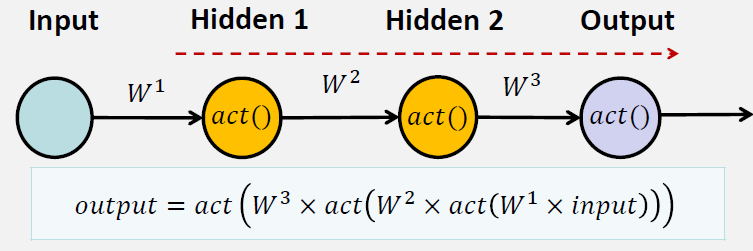 Input Hidden 1 Hidden 2 Output
W¹ W² W³
act() act() act()
output = act(W³ × act(W² × act(W¹ × input)))